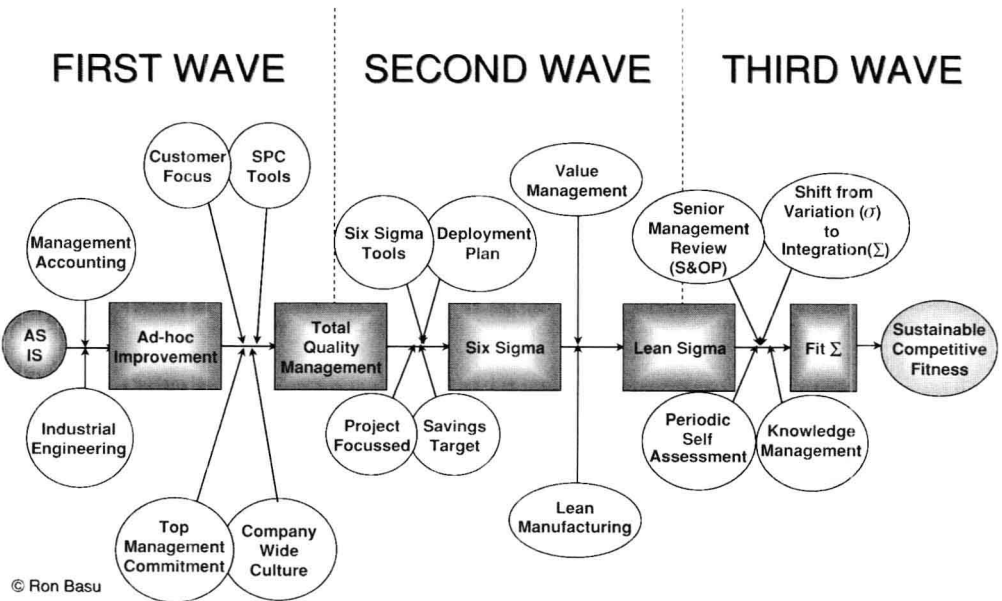 FIRST WAVE
SECOND WAVE
THIRD WAVE
Customer
Focus
SPC
Tools
Value
Management
Shift from
Variation (σ)
to
Integration(Σ)
Senior
Management
Review
(S&OP)
Management
Accounting
Six Sigma
Tools
Deployment
Plan
AS
IS
Ad-hoc
Improvement
Total
Quality
Management
Six Sigma
Lean Sigma
Fit Σ
Sustainable
Competitive
Fitness
Industrial
Engineering
Project
Focussed
Savings
Target
Periodic
Self
Assessment
Knowledge
Management
Lean
Manufacturing
Top
Management
Commitment
Company
Wide
Culture
© Ron Basu